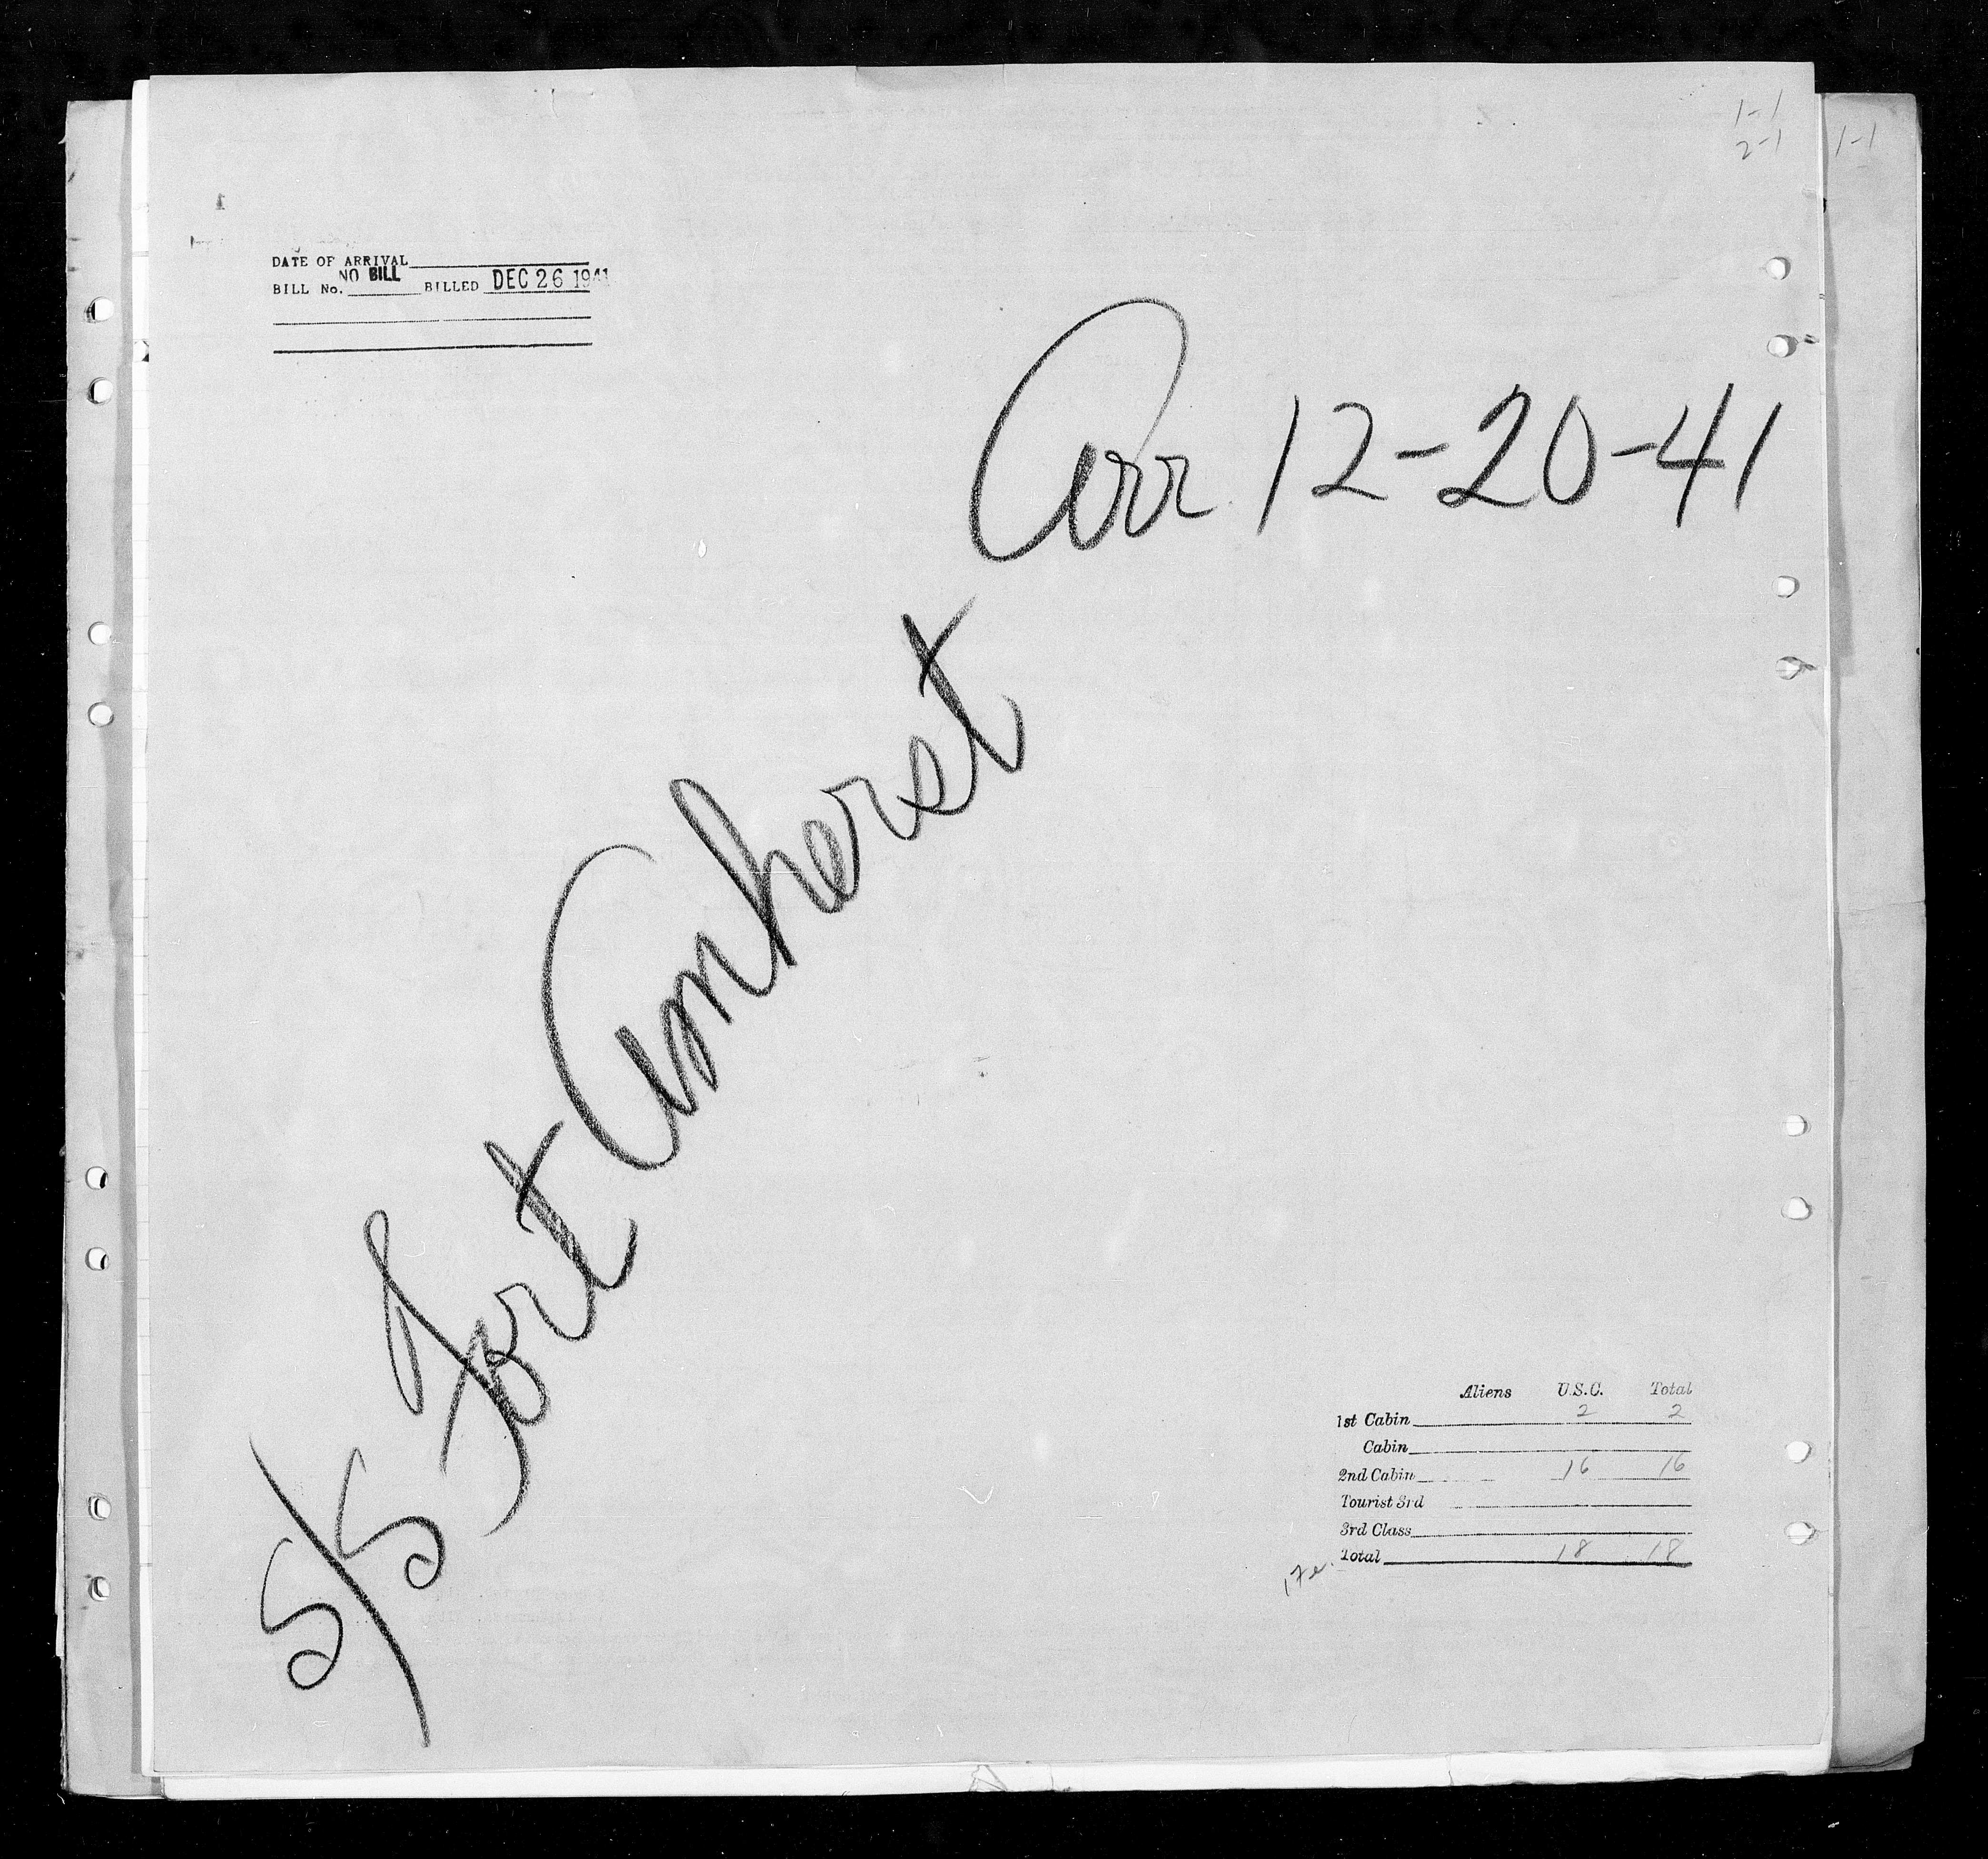 1-1
2-1
1-1
DATE OF ARRIVAL
BILL No. NO BILL BILLED DEC 26 1941
Arr 12-20-41
S/S Fort Amherst
Aliens U.S.C. Total
1st Cabin 2 2
Cabin
2nd Cabin 16 16
Tourist 3rd
3rd Class
Total 18 18